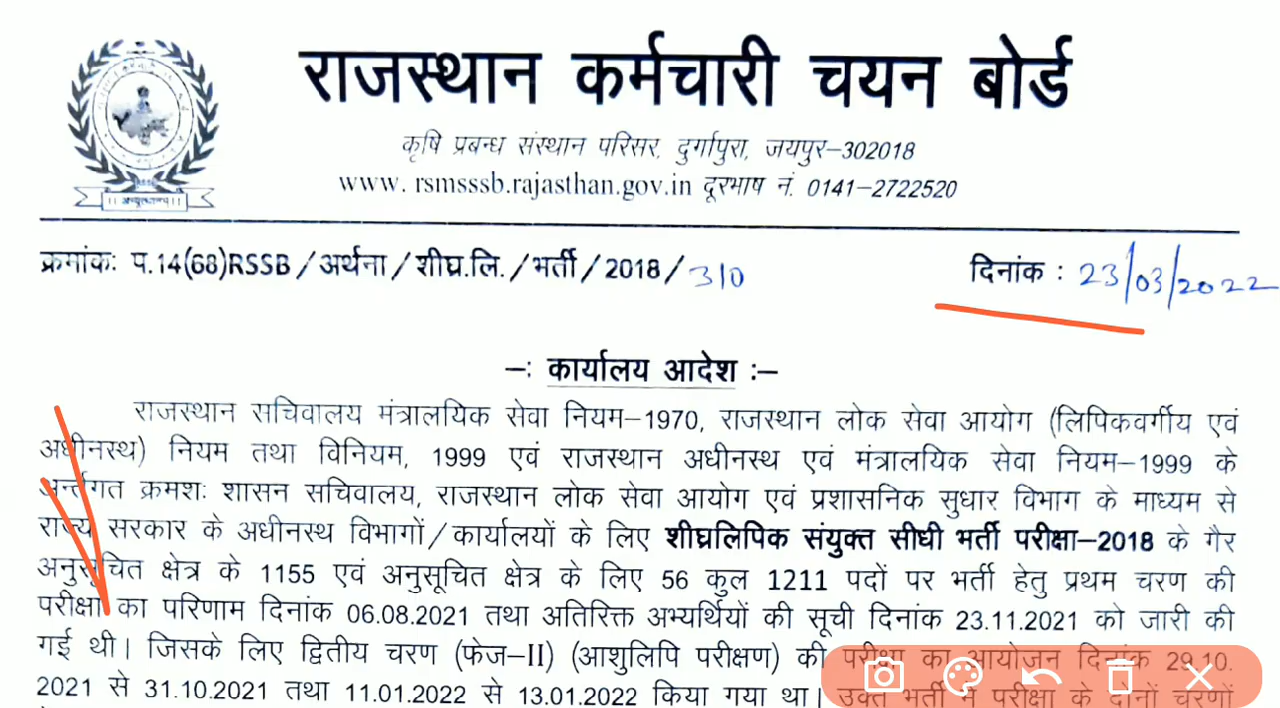 राजस्थान कर्मचारी चयन बोर्ड
कृषि प्रबन्ध संस्थान परिसर, दुर्गापुरा, जयपुर–302018
www. rsmsssb.rajasthan.gov.in दूरभाष नं. 0141–2722520
क्रमांकः प.14(68)RSSB / अर्थना / शीघ्र.लि. / भर्ती / 2018 / 310
दिनांक : 23/03/2022
–: कार्यालय आदेश :–
राजस्थान सचिवालय मंत्रालयिक सेवा नियम–1970, राजस्थान लोक सेवा आयोग (लिपिकवर्गीय एवं
अधीनस्थ) नियम तथा विनियम, 1999 एवं राजस्थान अधीनस्थ एवं मंत्रालयिक सेवा नियम–1999 के
अर्न्तगत क्रमशः शासन सचिवालय, राजस्थान लोक सेवा आयोग एवं प्रशासनिक सुधार विभाग के माध्यम से
राज्य सरकार के अधीनस्थ विभागों/कार्यालयों के लिए शीघ्रलिपिक संयुक्त सीधी भर्ती परीक्षा–2018 के गैर
अनुसूचित क्षेत्र के 1155 एवं अनुसूचित क्षेत्र के लिए 56 कुल 1211 पदों पर भर्ती हेतु प्रथम चरण की
परीक्षा का परिणाम दिनांक 06.08.2021 तथा अतिरिक्त अभ्यर्थियों की सूची दिनांक 23.11.2021 को जारी की
गई थी। जिसके लिए द्वितीय चरण (फेज–II) (आशुलिपि परीक्षण) की परीक्षा का आयोजन दिनांक 29.10.
2021 से 31.10.2021 तथा 11.01.2022 से 13.01.2022 किया गया था। उक्त भर्ती में परीक्षा के दोनों चरणों